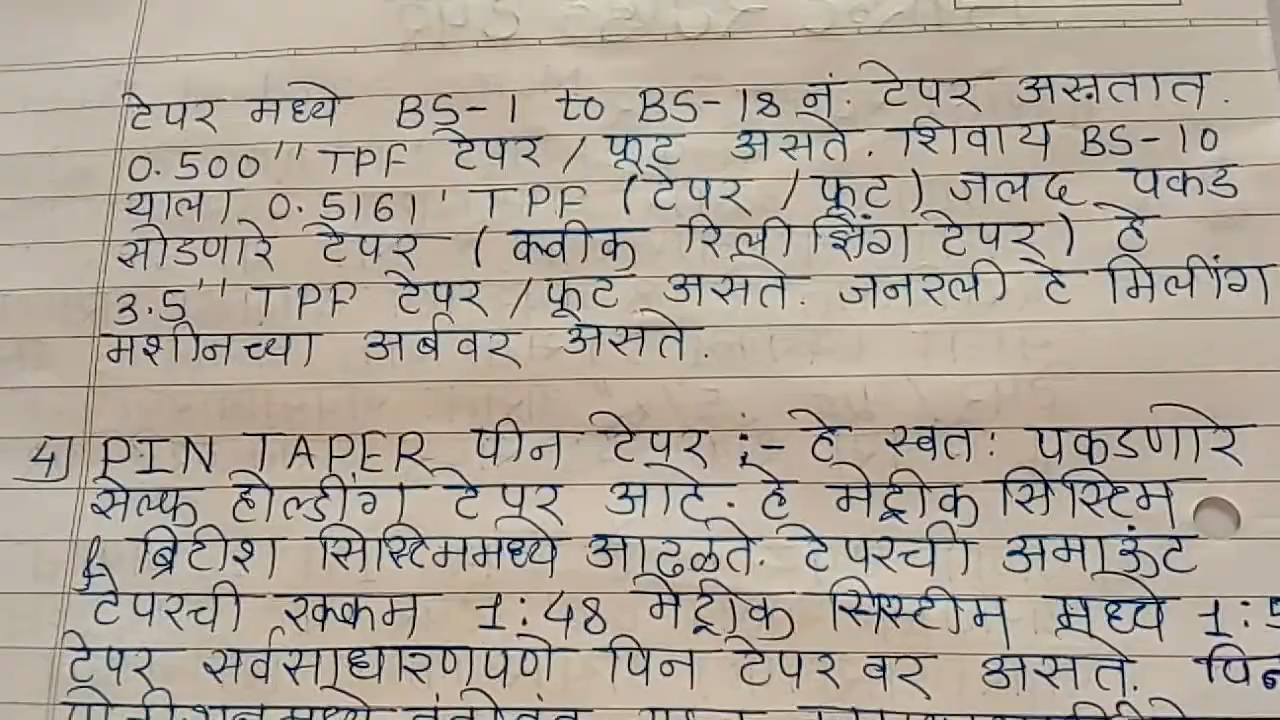 टेपर मध्ये BS-1 to BS-18 नं. टेपर असतात.
0.500" TPF टेपर / फूट असते. शिवाय BS-10
याला 0.5161" TPF (टेपर / फूट) जलद पकड
सोडणारे टेपर (क्वीक रिलीझिंग टेपर) हे
3.5" TPF टेपर / फूट असते. जनरली हे मिलींग
मशीनच्या अर्बवर असते.
4) PIN TAPER पीन टेपर :- हे स्वतः पकडणारे
सेल्फ होल्डींग टेपर आहे. हे मेट्रीक सिस्टिम
& ब्रिटीश सिस्टिममध्ये आढळते. टेपरची अमाऊंट
टेपरची रक्कम 1:48 मेट्रीक सिस्टीम मध्ये 1:5
टेपर सर्वसाधारणपणे पिन टेपर वर असते. पिन